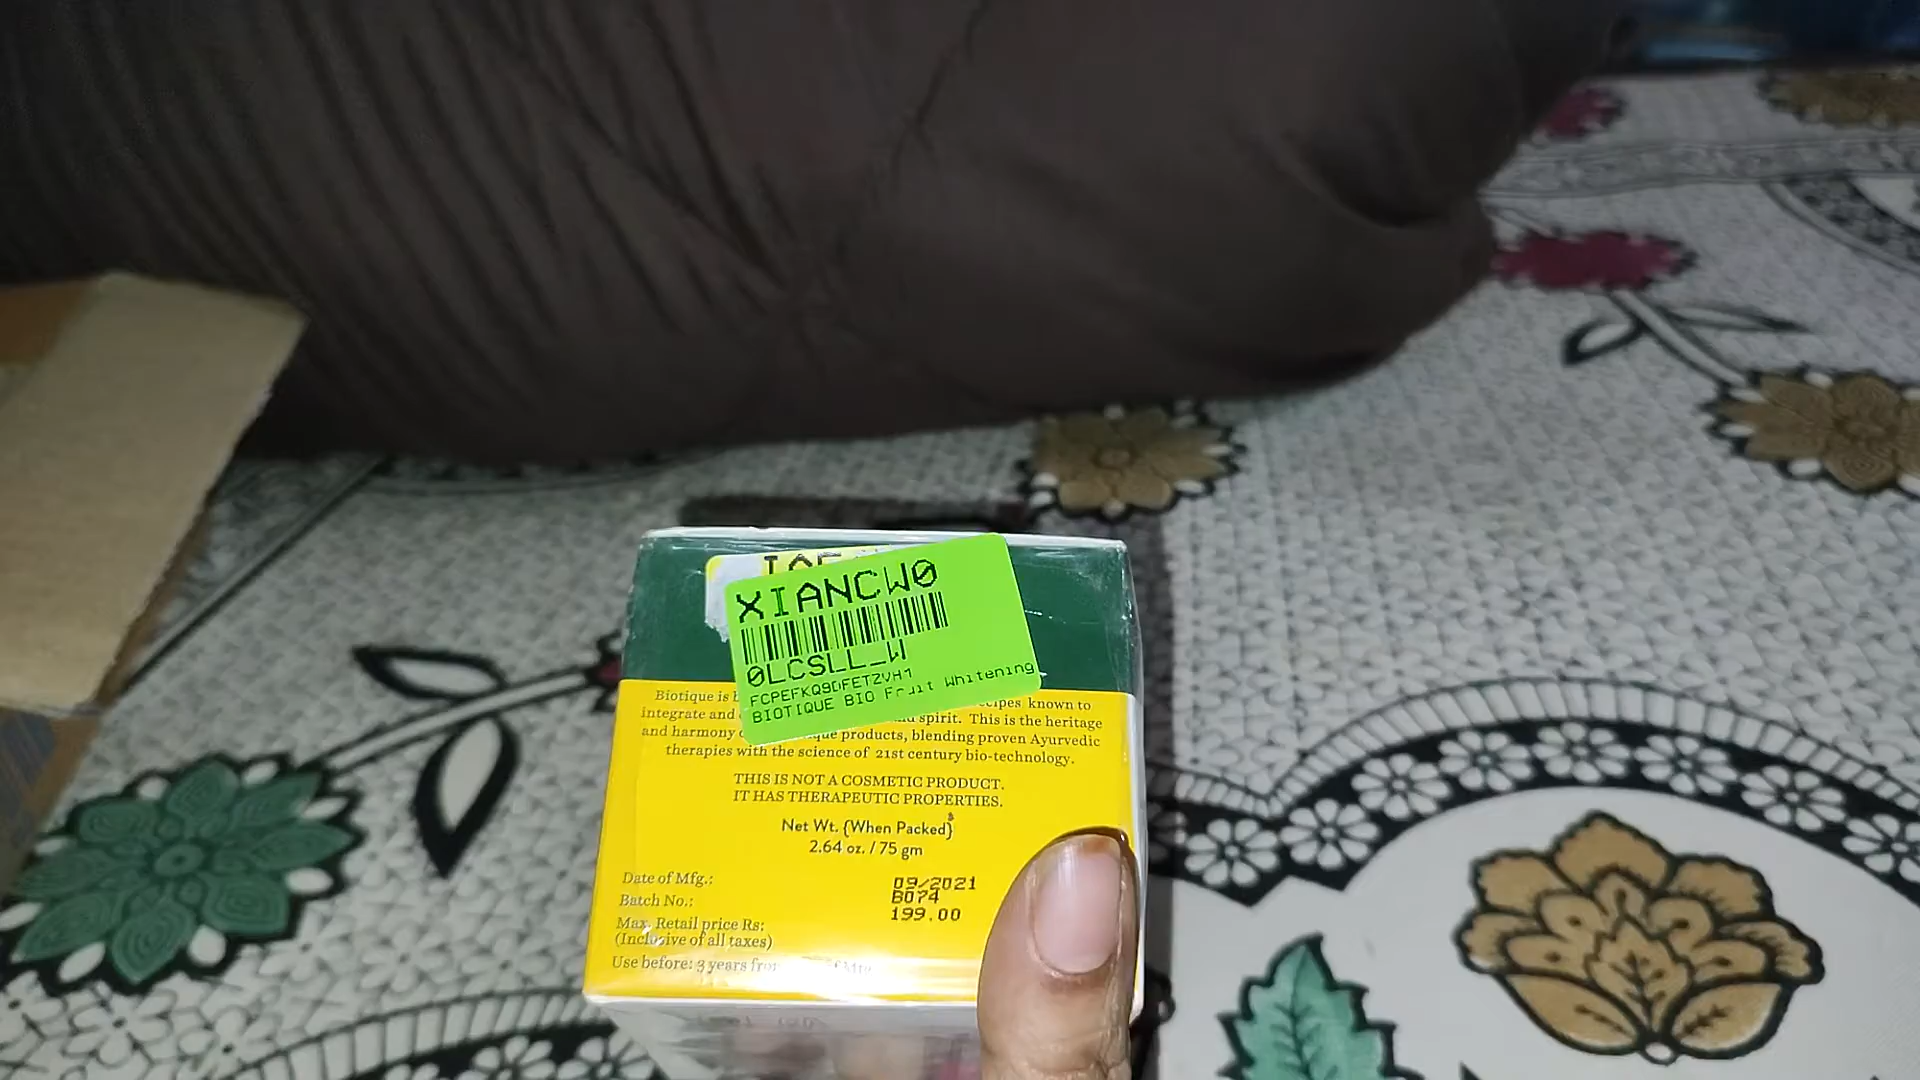 XIANCW0
0LCSLL_W
BIOTIQUE BIO Fruit Whitening
Biotique is
known to
integrate and
spirit. This is the heritage
and harmony
products, blending proven Ayurvedic
therapies with the science of 21st century bio-technology.
THIS IS NOT A COSMETIC PRODUCT.
IT HAS THERAPEUTIC PROPERTIES.
Net Wt. {When Packed}
2.64 oz. / 75 gm
Date of Mfg.: 09/2021
Batch No.: B074
Max. Retail price Rs: 199.00
(Inclusive of all taxes)
Use before: 3 years from